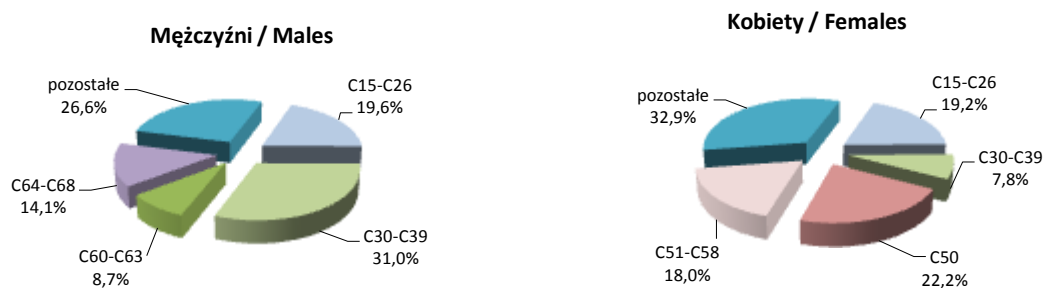 Mężczyźni / Males
pozostałe
26,6%
C15-C26
19,6%
C64-C68
14,1%
C60-C63
8,7%
C30-C39
31,0%
Kobiety / Females
pozostałe
32,9%
C15-C26
19,2%
C30-C39
7,8%
C51-C58
18,0%
C50
22,2%